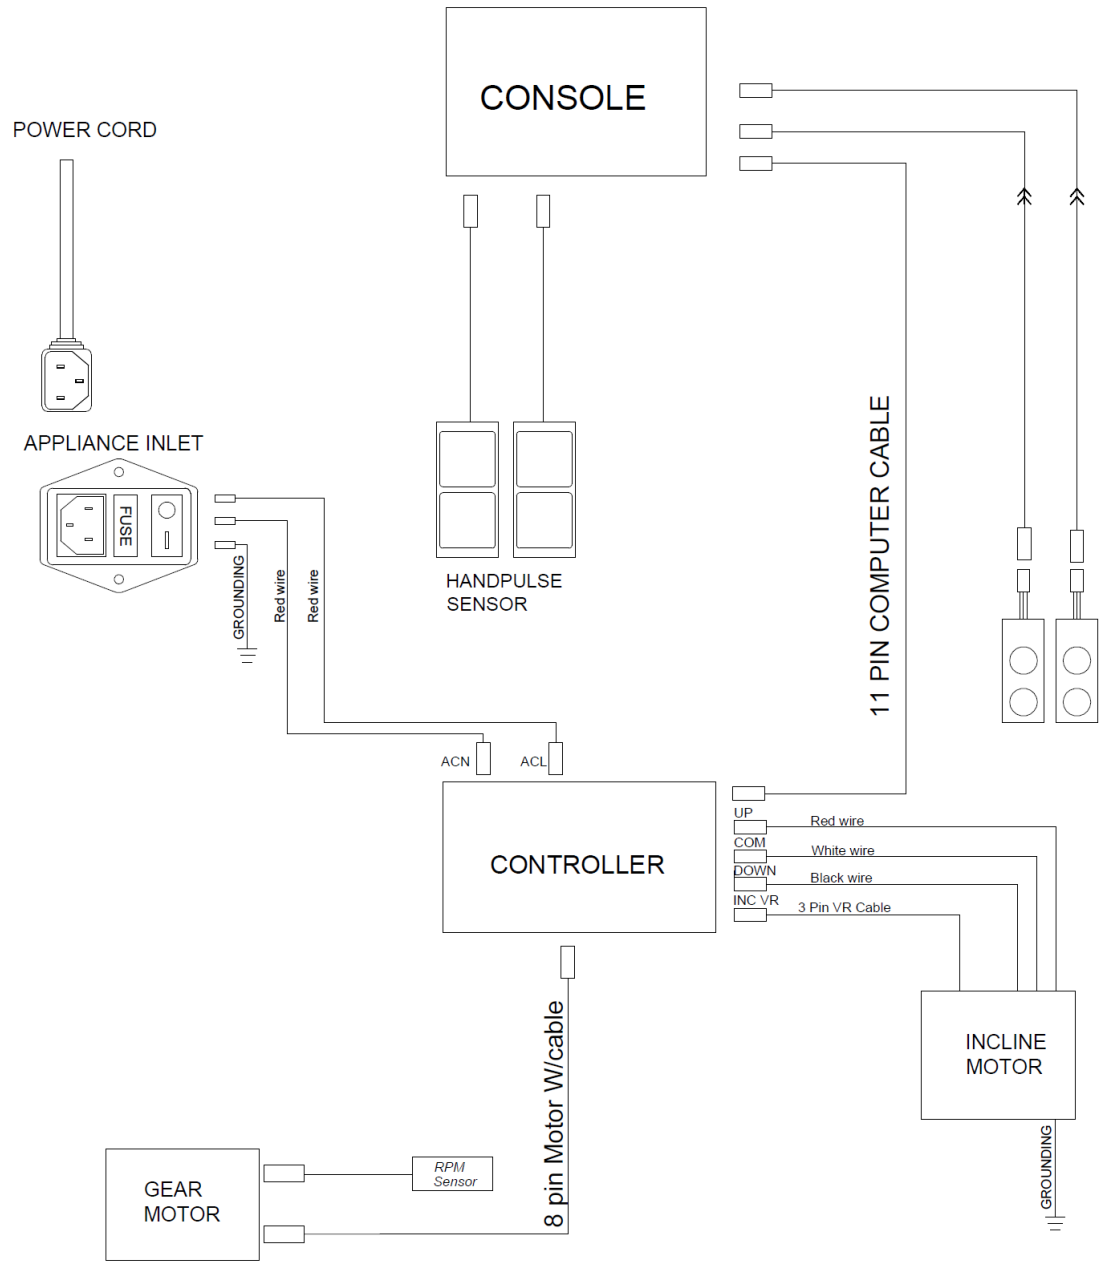 CONSOLE
POWER CORD
APPLIANCE INLET
FUSE
GROUNDING
Red wire
Red wire
HANDPULSE
SENSOR
11 PIN COMPUTER CABLE
ACN
ACL
CONTROLLER
UP
Red wire
COM
White wire
DOWN
Black wire
INC VR
3 Pin VR Cable
INCLINE
MOTOR
GROUNDING
8 pin Motor W/cable
RPM
Sensor
GEAR
MOTOR